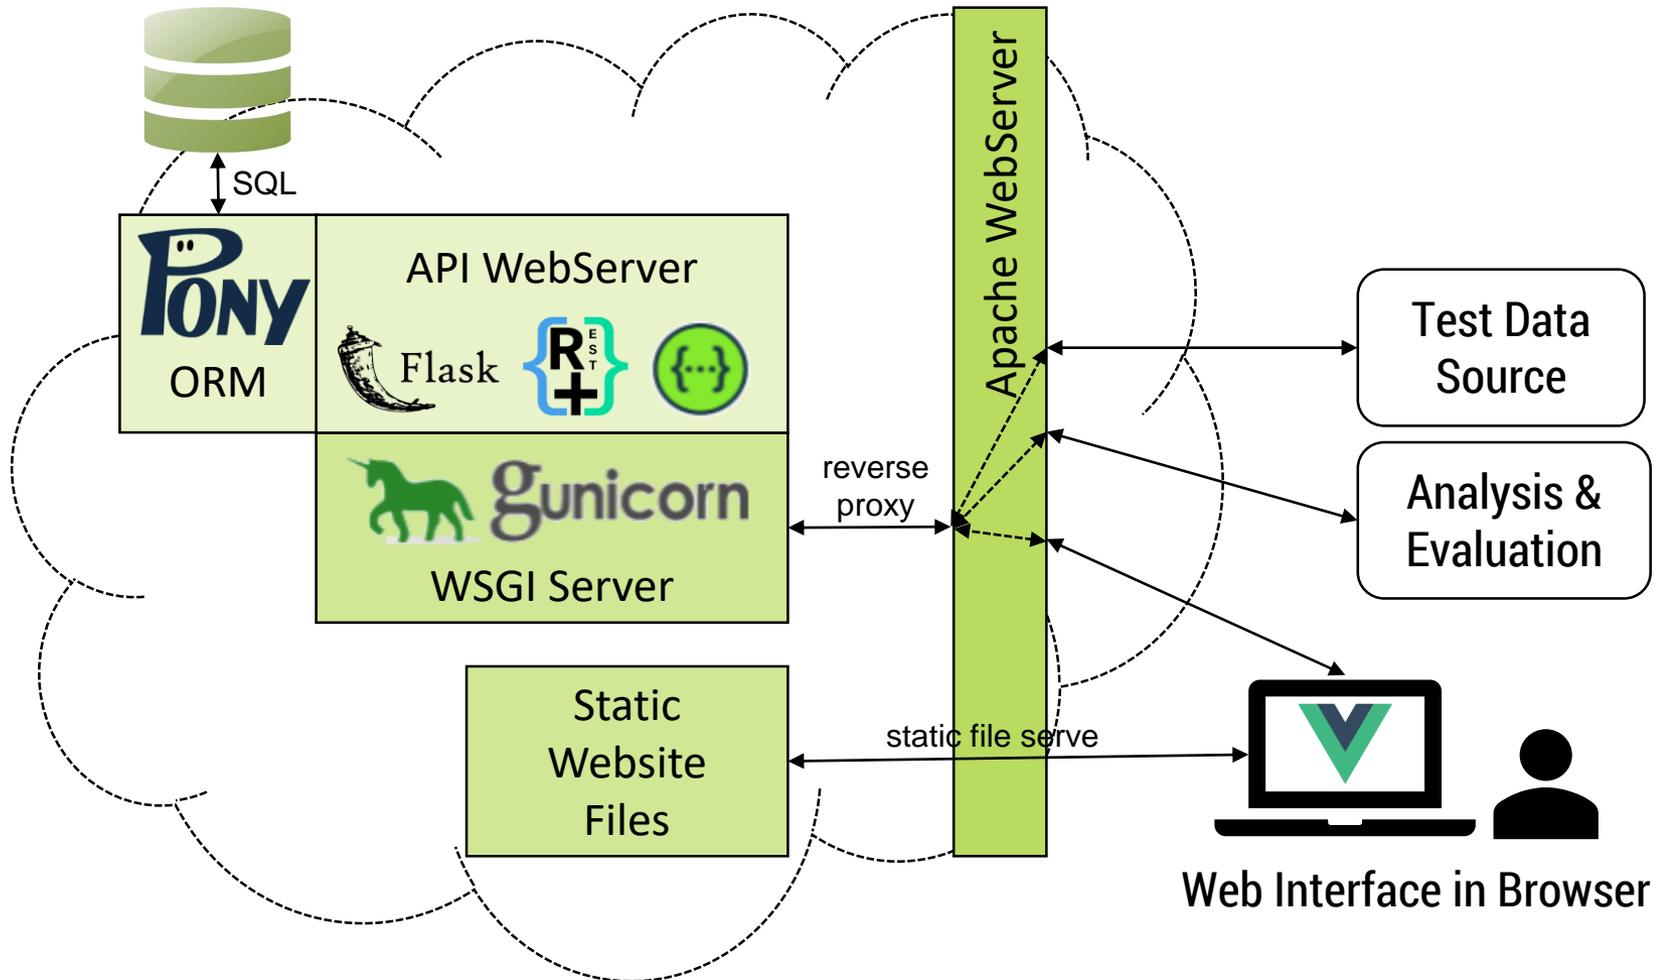 SQL
PONY
ORM
API WebServer
Flask
{R+}
REST
{···}
gunicorn
WSGI Server
reverse
proxy
Apache WebServer
Test Data
Source
Analysis &
Evaluation
Static
Website
Files
static file serve
Web Interface in Browser